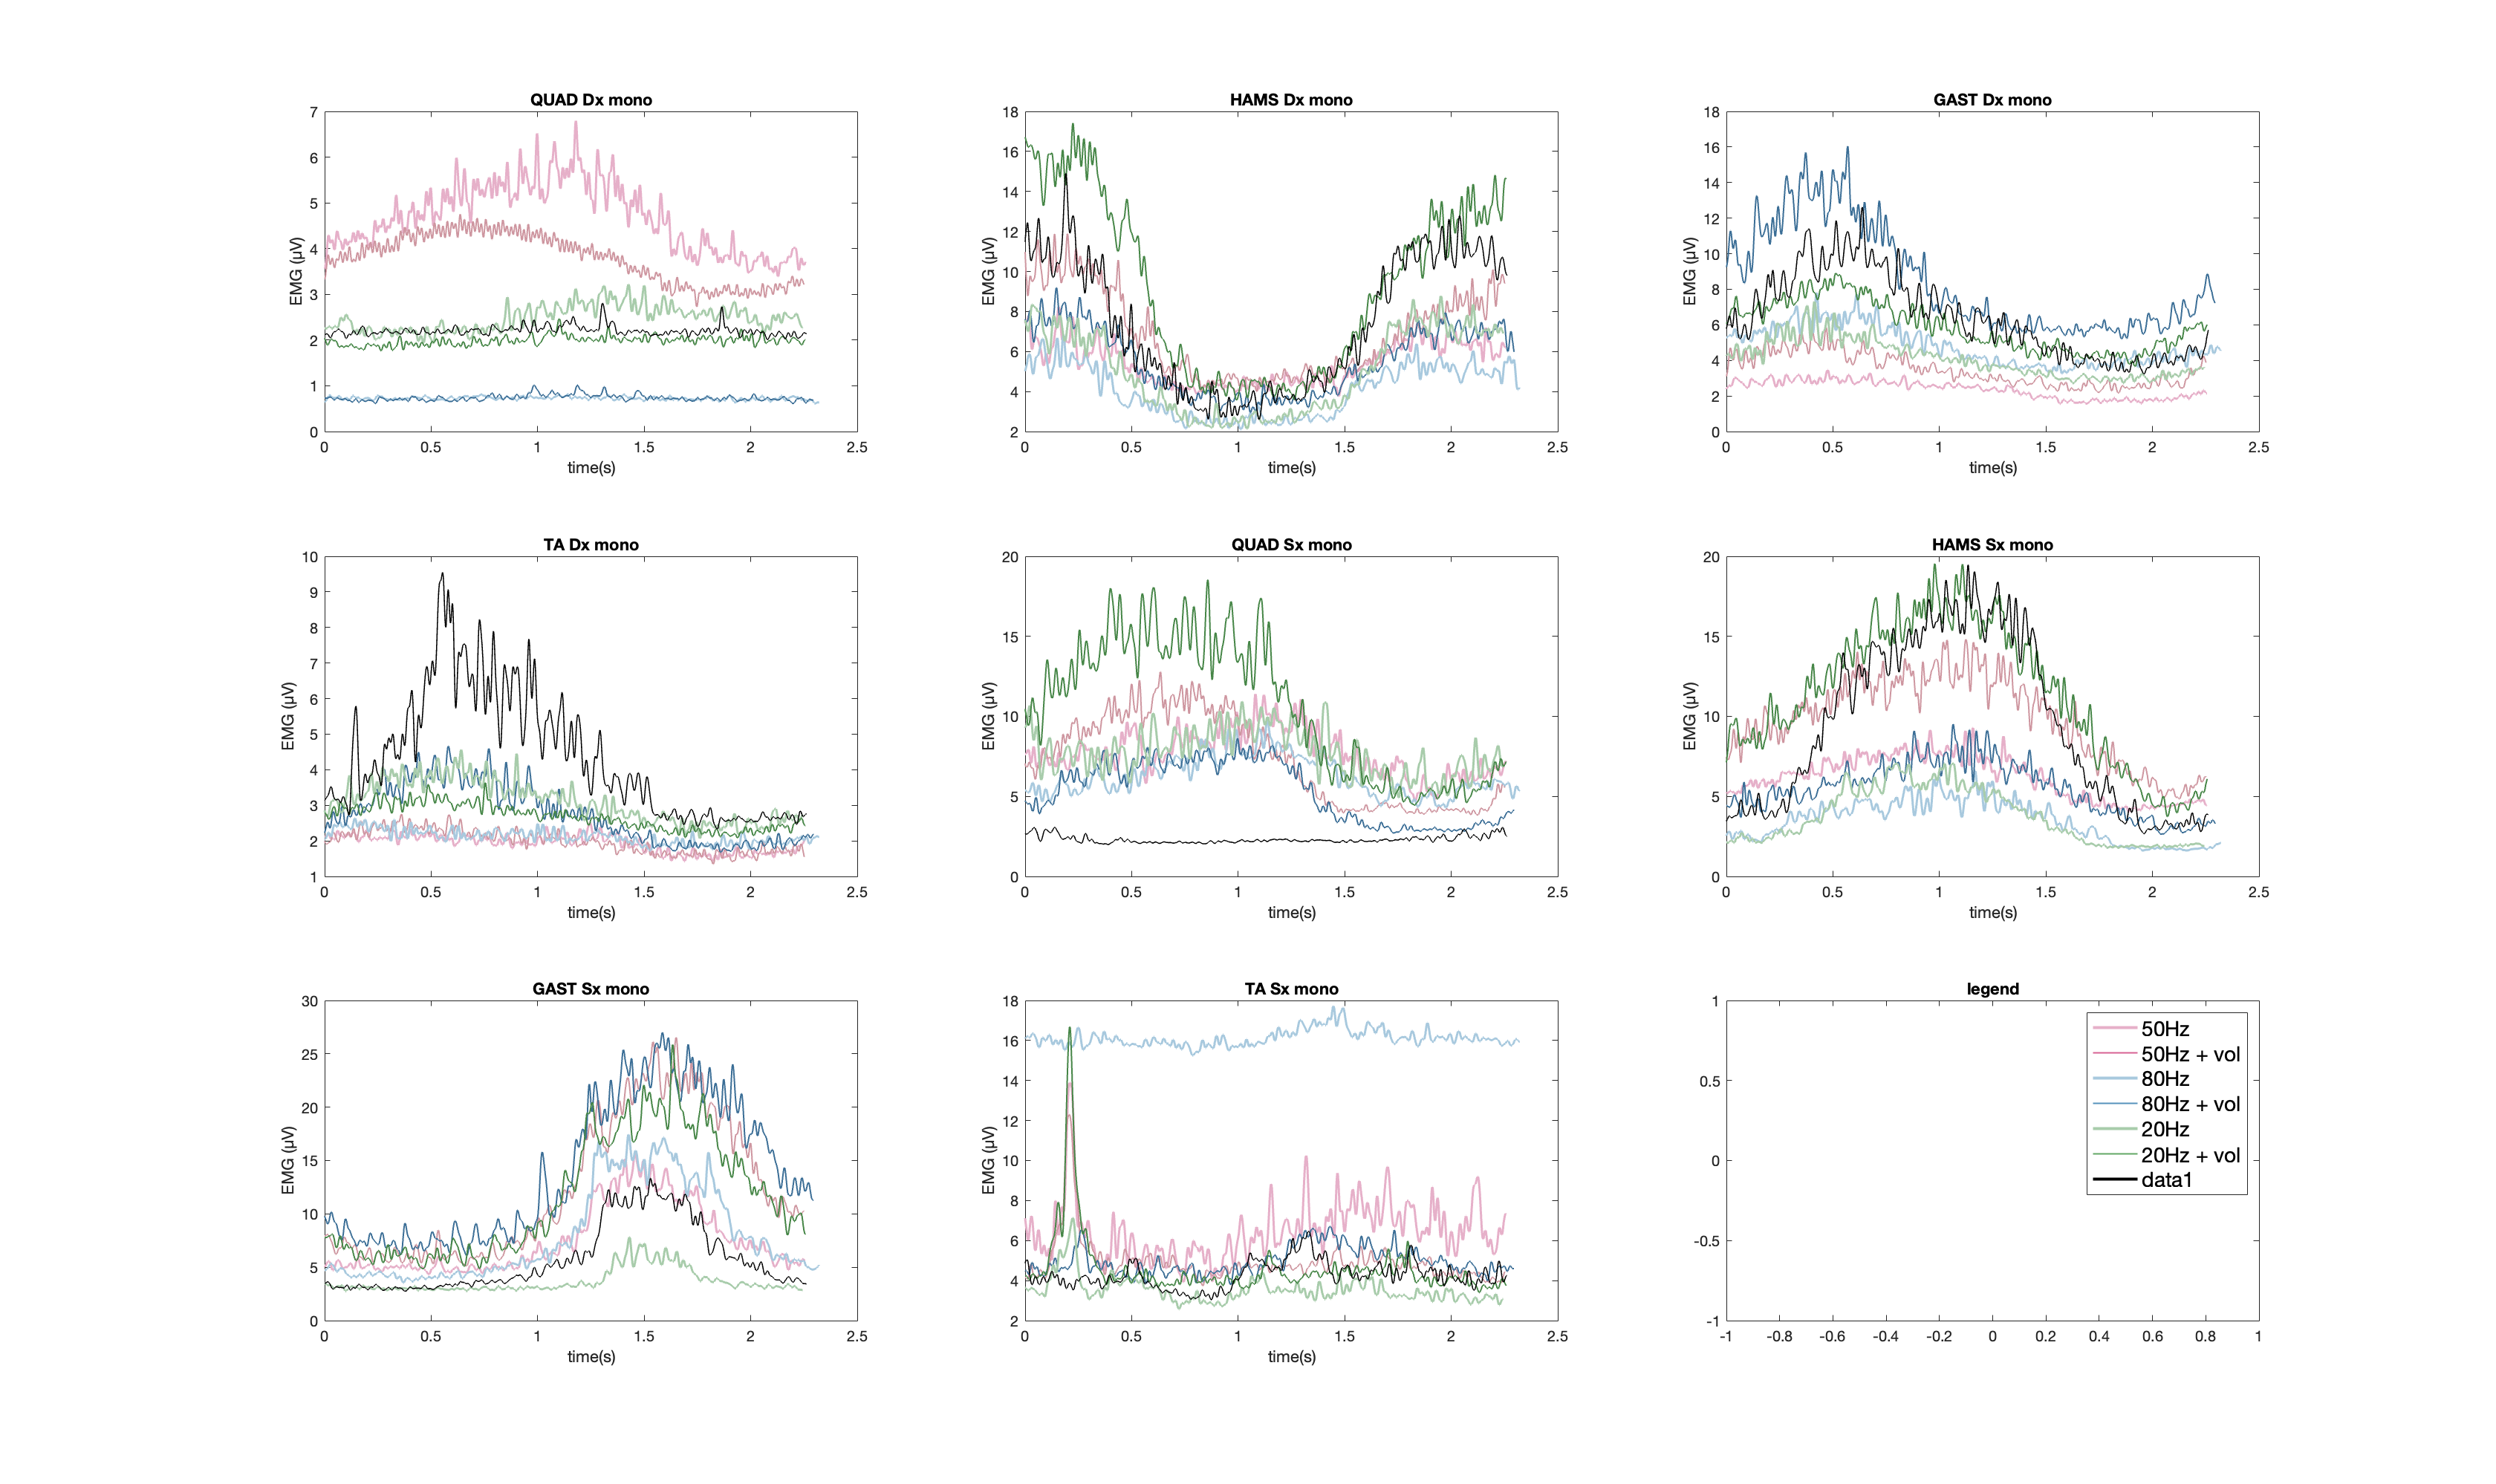 QUAD Dx mono
EMG (µV)
7
6
5
4
3
2
1
0
0 0.5 1 1.5 2 2.5
time(s)
HAMS Dx mono
EMG (µV)
18
16
14
12
10
8
6
4
2
0 0.5 1 1.5 2 2.5
time(s)
GAST Dx mono
EMG (µV)
18
16
14
12
10
8
6
4
2
0
0 0.5 1 1.5 2 2.5
time(s)
TA Dx mono
EMG (µV)
10
9
8
7
6
5
4
3
2
1
0 0.5 1 1.5 2 2.5
time(s)
QUAD Sx mono
EMG (µV)
20
15
10
5
0
0 0.5 1 1.5 2 2.5
time(s)
HAMS Sx mono
EMG (µV)
20
15
10
5
0
0 0.5 1 1.5 2 2.5
time(s)
GAST Sx mono
EMG (µV)
30
25
20
15
10
5
0
0 0.5 1 1.5 2 2.5
time(s)
TA Sx mono
EMG (µV)
18
16
14
12
10
8
6
4
2
0 0.5 1 1.5 2 2.5
time(s)
legend
1
0.5
0
-0.5
-1
-1 -0.8 -0.6 -0.4 -0.2 0 0.2 0.4 0.6 0.8 1
50Hz
50Hz + vol
80Hz
80Hz + vol
20Hz
20Hz + vol
data1